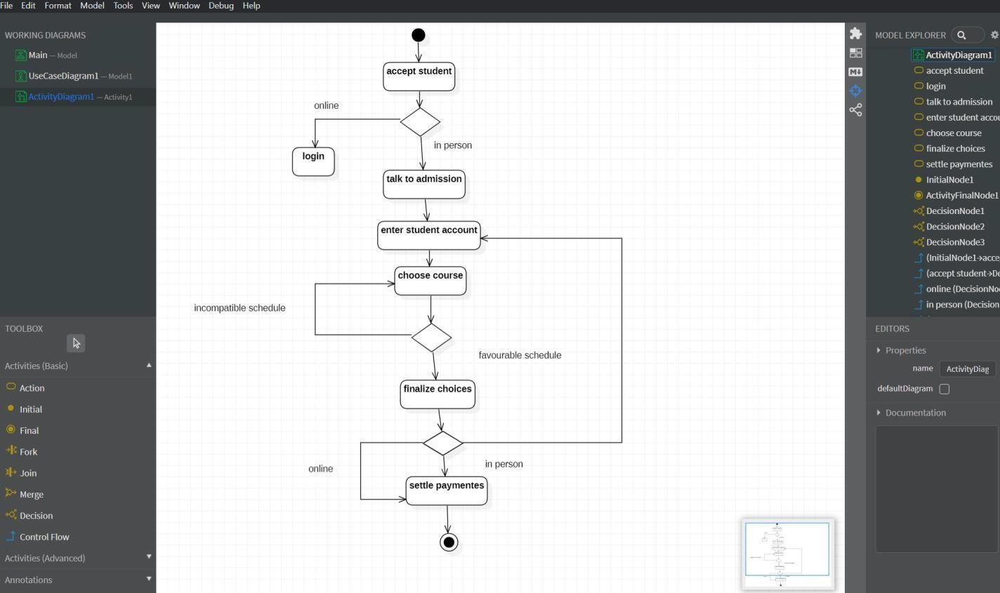 File Edit Format Model Tools View Window Debug Help
WORKING DIAGRAMS
Main — Model
UseCaseDiagram1 — Model1
ActivityDiagram1 — Activity1
TOOLBOX
Activities (Basic)
Action
Initial
Final
Fork
Join
Merge
Decision
Control Flow
Activities (Advanced)
Annotations
accept student
online
in person
login
talk to admission
enter student account
choose course
incompatible schedule
favourable schedule
finalize choices
online
in person
settle paymentes
M
MODEL EXPLORER
ActivityDiagram1
accept student
login
talk to admission
enter student accou
choose course
finalize choices
settle paymentes
InitialNode1
ActivityFinalNode1
DecisionNode1
DecisionNode2
DecisionNode3
(InitialNode1→acce
(accept student→De
online (DecisionNo
in person (Decision
EDITORS
Properties
name ActivityDiag
defaultDiagram
Documentation